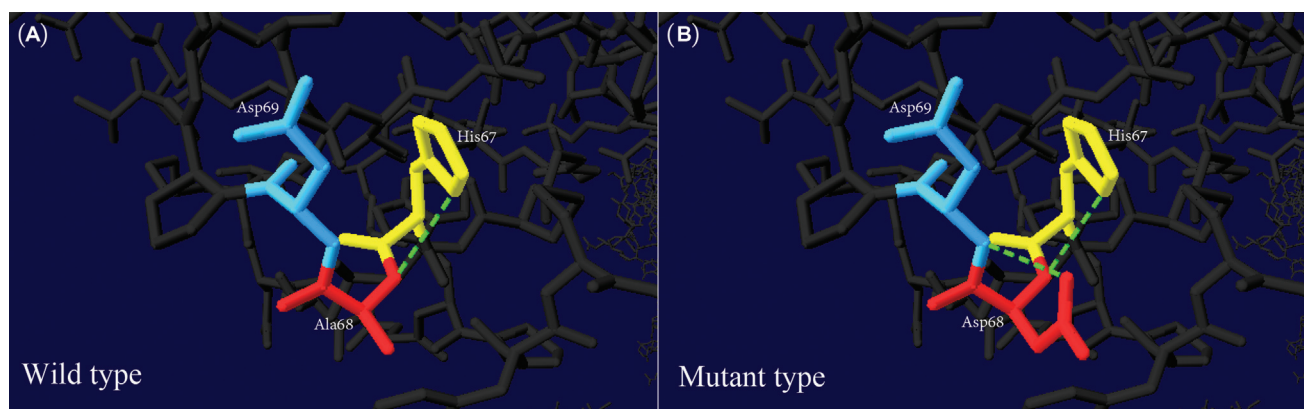 (A)
Asp69
His67
Ala68
Wild type
(B)
Asp69
His67
Asp68
Mutant type